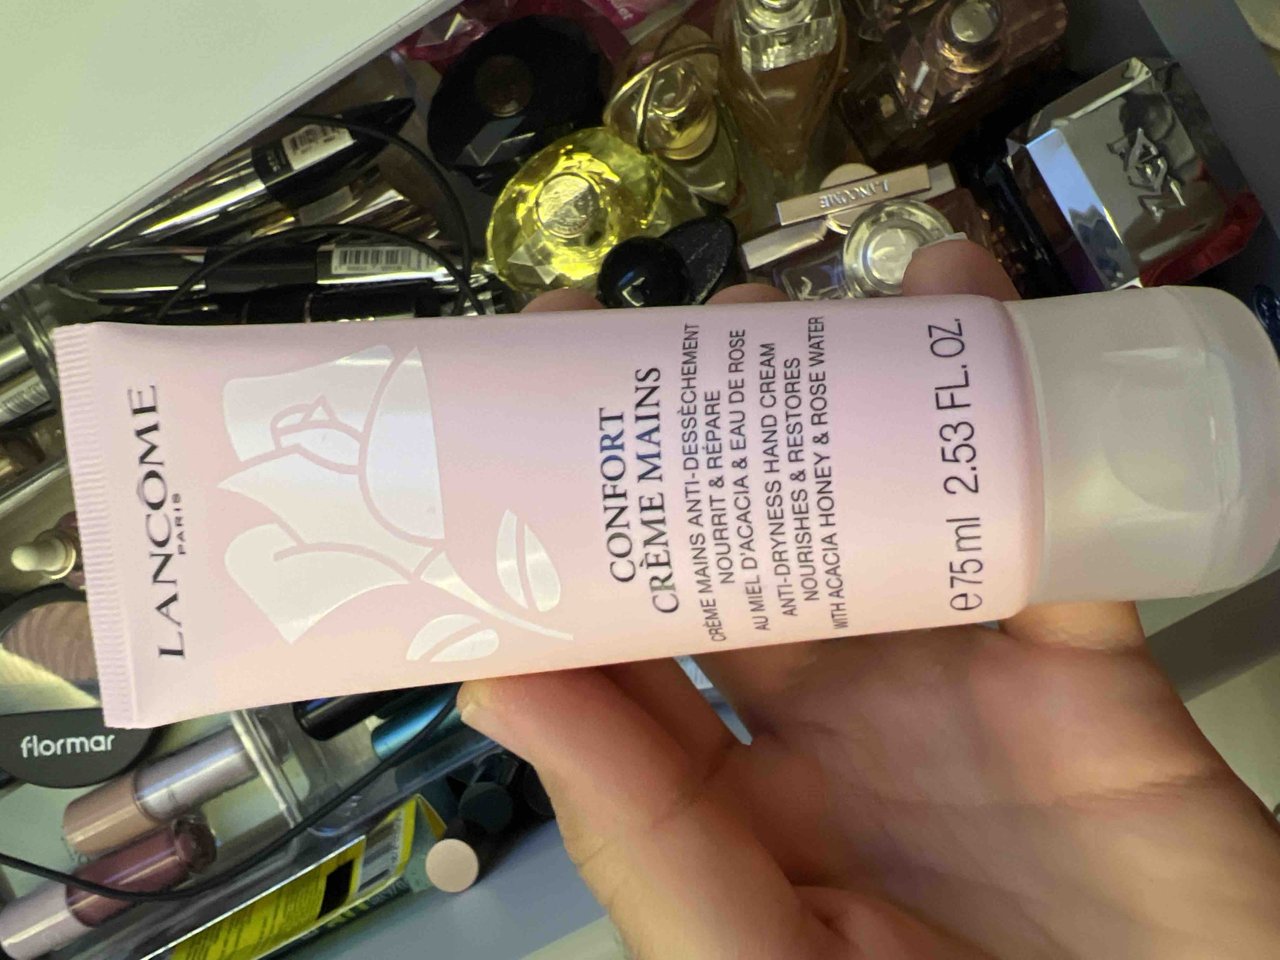 LANCÔME
PARIS
CONFORT
CRÈME MAINS
CRÈME MAINS ANTI-DESSÈCHEMENT
NOURRIT & RÉPARE
AU MIEL D'ACACIA & EAU DE ROSE
ANTI-DRYNESS HAND CREAM
NOURISHES & RESTORES
WITH ACACIA HONEY & ROSE WATER
e 75 ml 2.53 FL. OZ.
LANCOME
flormar